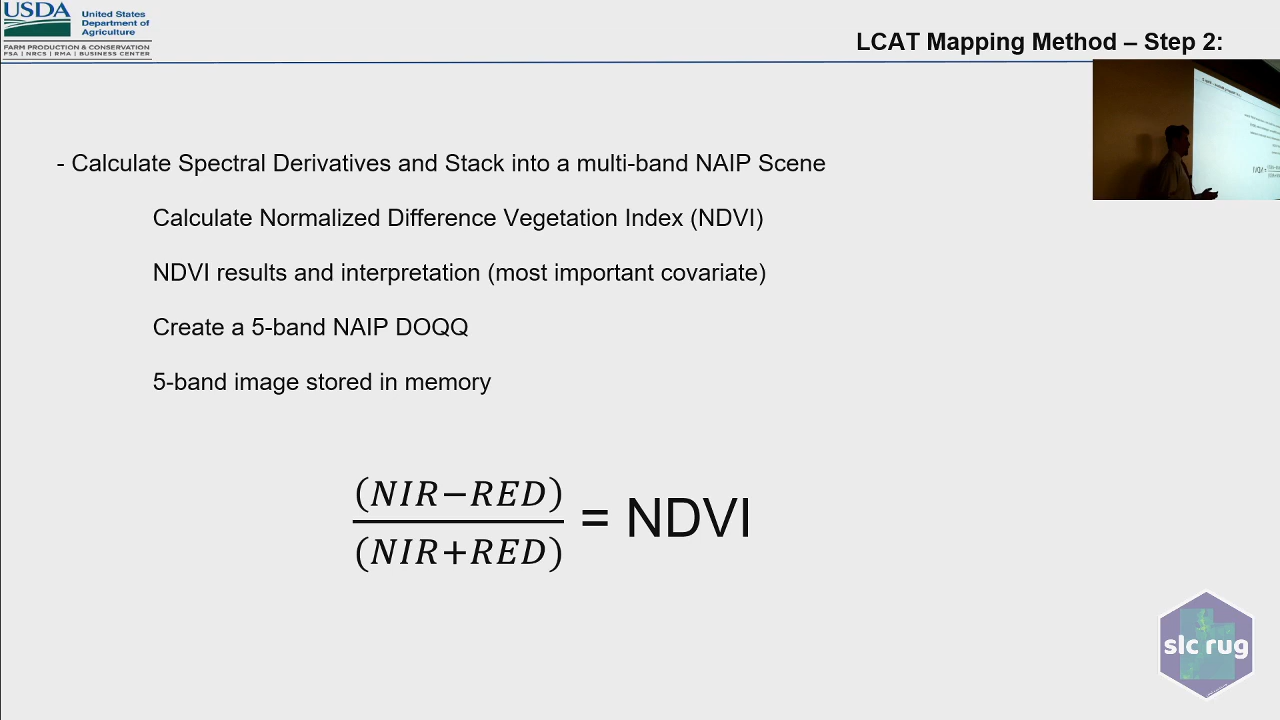 USDA
United States
Department of
Agriculture
FARM PRODUCTION & CONSERVATION
FSA | NRCS | RMA | BUSINESS CENTER
LCAT Mapping Method – Step 2:
- Calculate Spectral Derivatives and Stack into a multi-band NAIP Scene
Calculate Normalized Difference Vegetation Index (NDVI)
NDVI results and interpretation (most important covariate)
Create a 5-band NAIP DOQQ
5-band image stored in memory
(NIR−RED)
(NIR+RED)
= NDVI
slc rug